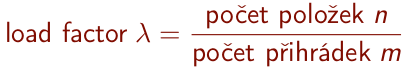 load factor λ = počet položek n / počet přihrádek m